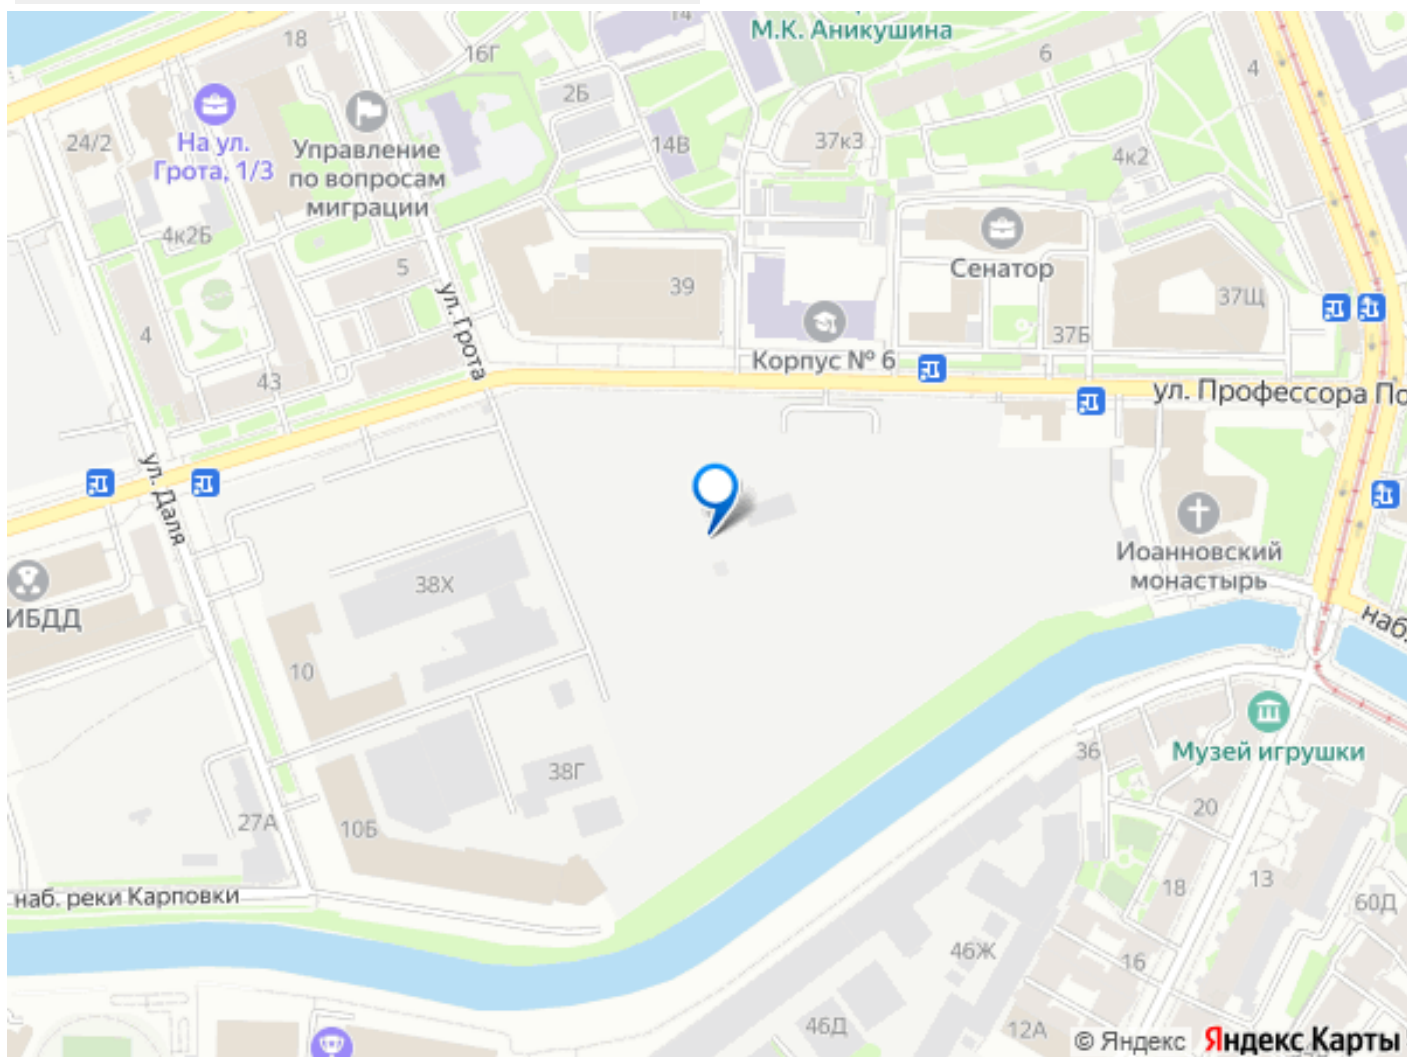 14
М.К. Аникушина
18
16Г
6
4
2Б
24/2
На ул.
Грота, 1/3
Управление
по вопросам
миграции
14В
37к3
4к2
4к2Б
5
Сенатор
39
37Щ
ул. Грота
4
43
Корпус № 6
37Б
ул. Профессора По
ул. Даля
Иоанновский
монастырь
ИБДД
38Х
наб.
10
36
Музей игрушки
38Г
20
27А
10Б
18
13
60Д
наб. реки Карповки
46Ж
16
46Д
12А
© Яндекс Яндекс Карты